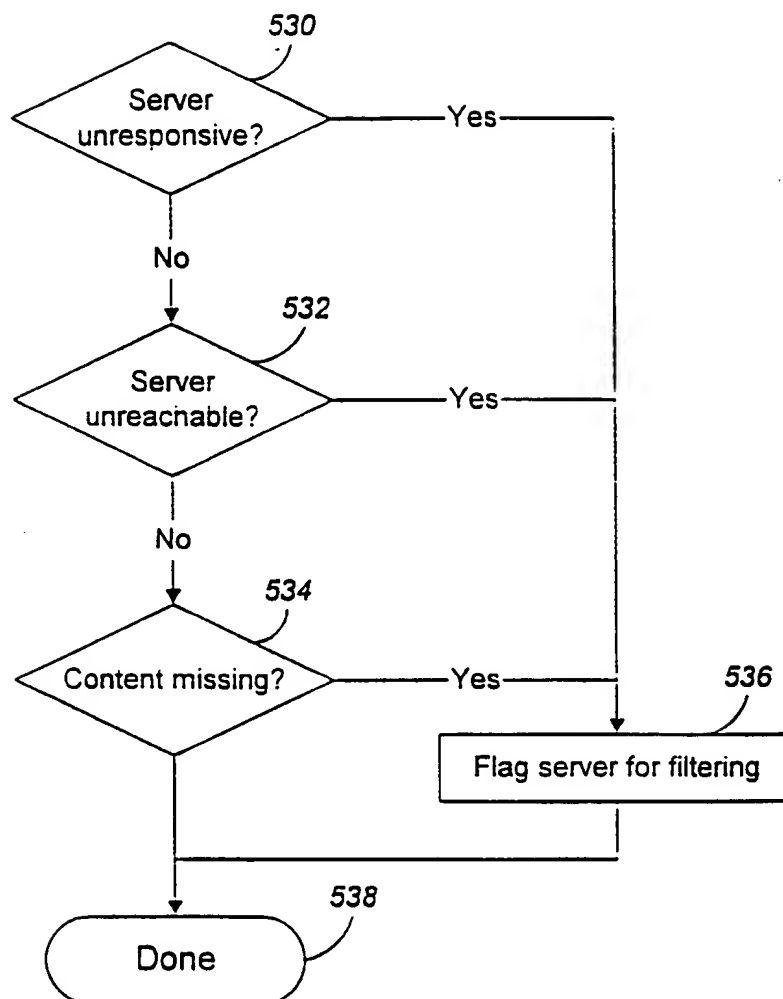 530
Server
unresponsive?
Yes
No
532
Server
unreachable?
Yes
No
534
Content missing?
Yes
536
Flag server for filtering
538
Done